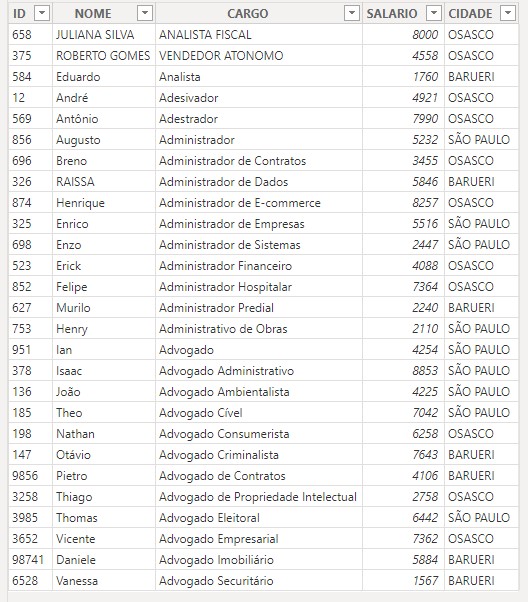 ID NOME CARGO SALARIO CIDADE
658 JULIANA SILVA ANALISTA FISCAL 8000 OSASCO
375 ROBERTO GOMES VENDEDOR ATONOMO 4558 OSASCO
584 Eduardo Analista 1760 BARUERI
12 André Adesivador 4921 OSASCO
569 Antônio Adestrador 7990 OSASCO
856 Augusto Administrador 5232 SÃO PAULO
696 Breno Administrador de Contratos 3455 OSASCO
326 RAISSA Administrador de Dados 5846 BARUERI
874 Henrique Administrador de E-commerce 8257 OSASCO
325 Enrico Administrador de Empresas 5516 SÃO PAULO
698 Enzo Administrador de Sistemas 2447 SÃO PAULO
523 Erick Administrador Financeiro 4088 OSASCO
852 Felipe Administrador Hospitalar 7364 OSASCO
627 Murilo Administrador Predial 2240 BARUERI
753 Henry Administrativo de Obras 2110 SÃO PAULO
951 Ian Advogado 4254 SÃO PAULO
378 Isaac Advogado Administrativo 8853 SÃO PAULO
136 João Advogado Ambientalista 4225 SÃO PAULO
185 Theo Advogado Cível 7042 SÃO PAULO
198 Nathan Advogado Consumerista 6258 OSASCO
147 Otávio Advogado Criminalista 7643 BARUERI
9856 Pietro Advogado de Contratos 4106 BARUERI
3258 Thiago Advogado de Propriedade Intelectual 2758 OSASCO
3985 Thomas Advogado Eleitoral 6442 SÃO PAULO
3652 Vicente Advogado Empresarial 7362 OSASCO
98741 Daniele Advogado Imobiliário 5884 BARUERI
6528 Vanessa Advogado Securitário 1567 BARUERI